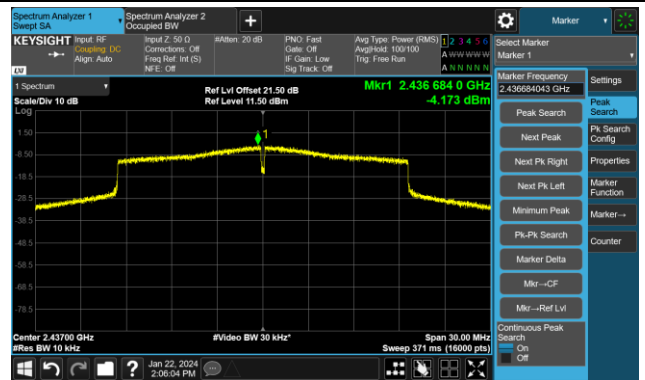 Spectrum Analyzer 1
Swept SA
Spectrum Analyzer 2
Occupied BW
Marker
KEYSIGHT
Input: RF
Coupling: DC
Align: Auto
Input Z: 50 Ω
Corrections: Off
Freq Ref: Int (S)
NFE: Off
#Atten: 20 dB
PNO: Fast
Gate: Off
IF Gain: Low
Sig Track: Off
Avg Type: Power (RMS)
Avg|Hold: 100/100
Trig: Free Run
1 2 3 4 5 6
A W W W W W
A N N N N N
LXI
Select Marker
Marker 1
1 Spectrum
Scale/Div 10 dB
Log
Ref Lvl Offset 21.50 dB
Ref Level 11.50 dBm
Mkr1 2.436 684 0 GHz
-4.173 dBm
1
1.50
-8.50
-18.5
-28.5
-38.5
-48.5
-58.5
-68.5
-78.5
Center 2.43700 GHz
#Res BW 10 kHz
#Video BW 30 kHz*
Span 30.00 MHz
Sweep 371 ms (16000 pts)
Marker Frequency
2.436684043 GHz
Peak Search
Next Peak
Next Pk Right
Next Pk Left
Minimum Peak
Pk-Pk Search
Marker Delta
Mkr→CF
Mkr→Ref Lvl
Continuous Peak
Search
On
Off
Settings
Peak
Search
Pk Search
Config
Properties
Marker
Function
Marker→
Counter
?
Jan 22, 2024
2:06:04 PM